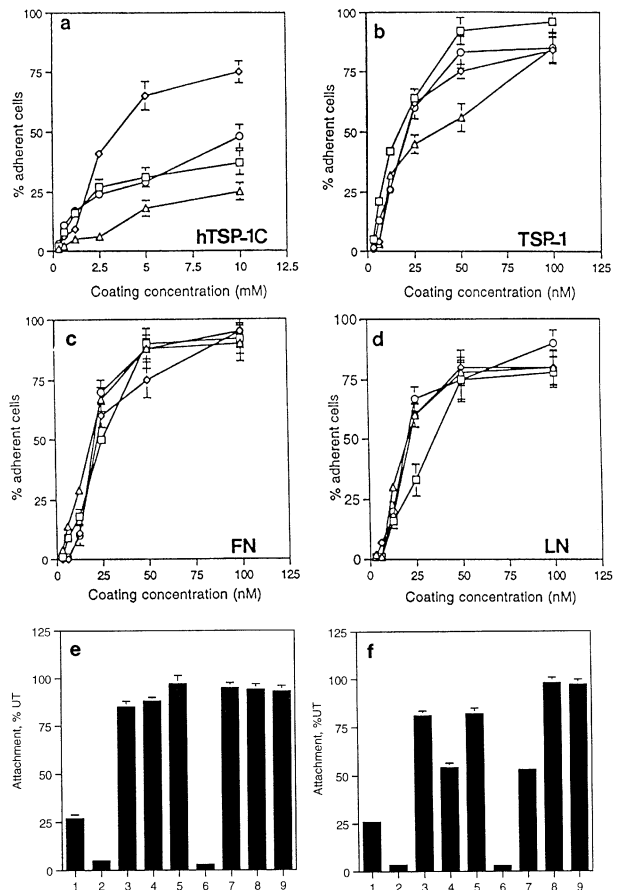 a
100
75
50
25
0
% adherent cells
0 2.5 5 7.5 10 12.5
Coating concentration (mM)
hTSP-1C
b
100
75
50
25
0
% adherent cells
0 25 50 75 100 125
Coating concentration (nM)
TSP-1
c
100
75
50
25
0
% adherent cells
0 25 50 75 100 125
Coating concentration (nM)
FN
d
100
75
50
25
0
% adherent cells
0 25 50 75 100 125
Coating concentration (nM)
LN
e
125
100
75
50
25
0
Attachment, % UT
1 2 3 4 5 6 7 8 9
f
125
100
75
50
25
0
Attachment, %UT
1 2 3 4 5 6 7 8 9